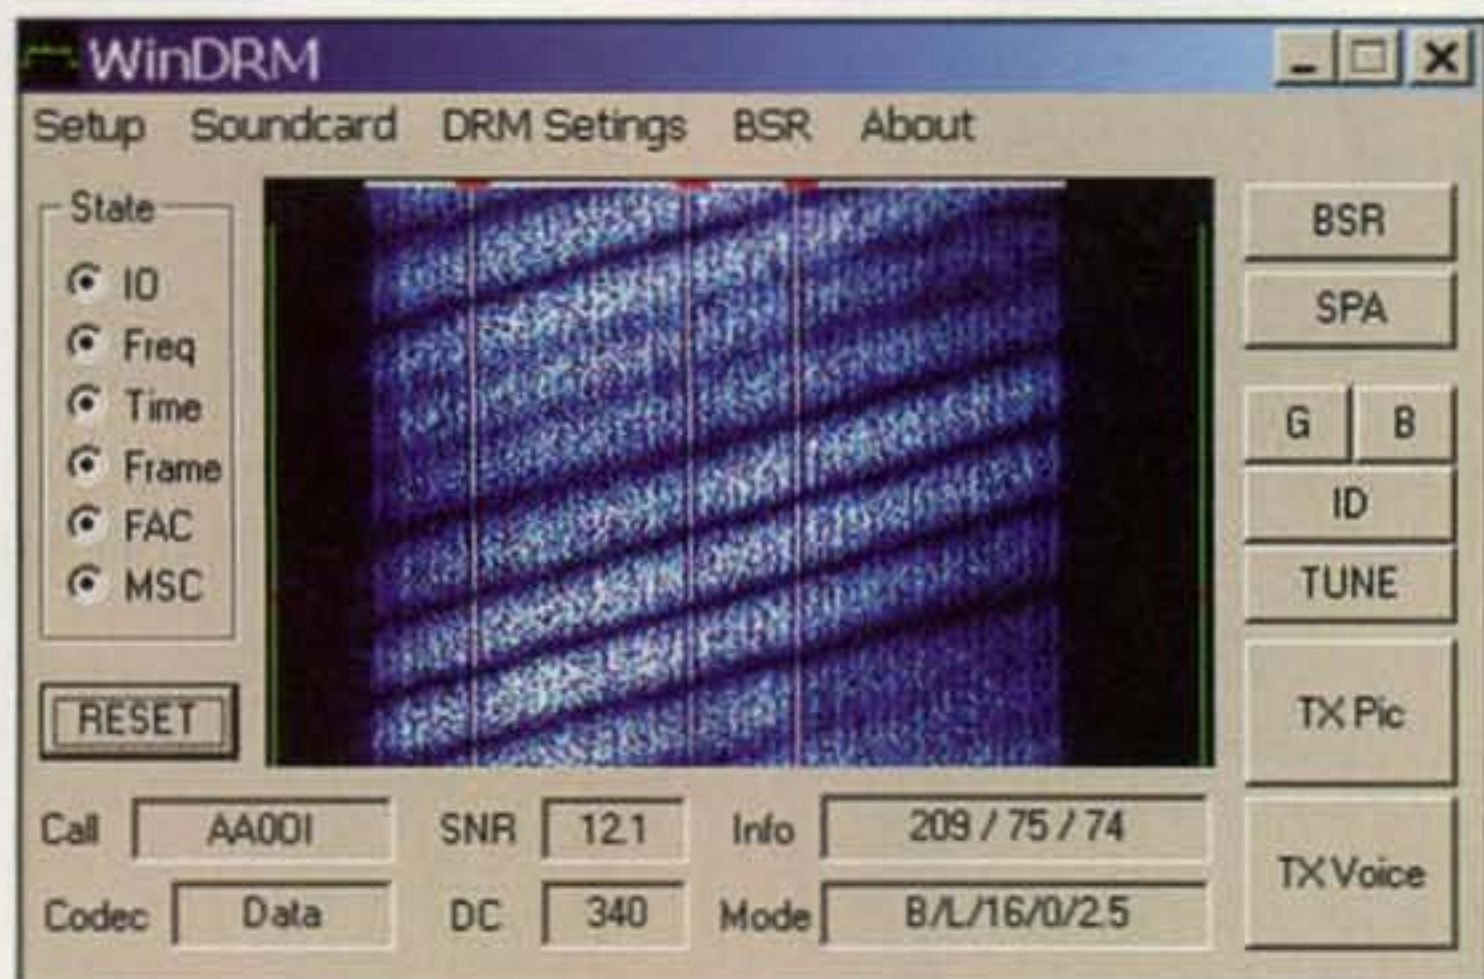 WinDRM
Setup Soundcard DRM Setings BSR About
State
IO
Freq
Time
Frame
FAC
MSC
RESET
BSR
SPA
G B
ID
TUNE
TX Pic
TX Voice
Call AA0OI SNR 12.1 Info 209 / 75 / 74
Codec Data DC 340 Mode B/L/16/0/2.5